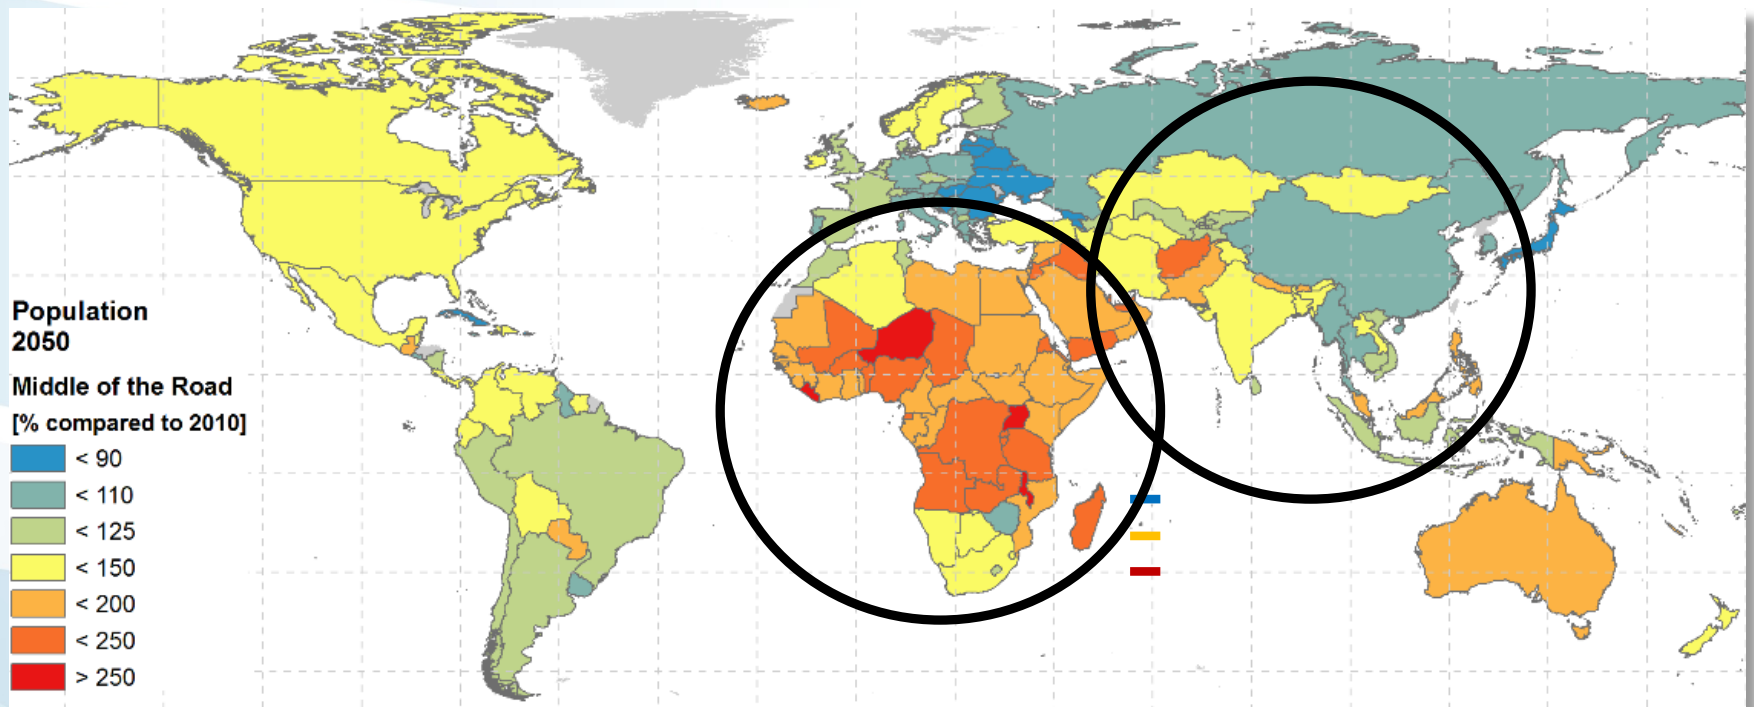 Population
2050
Middle of the Road
[% compared to 2010]
< 90
< 110
< 125
< 150
< 200
< 250
> 250